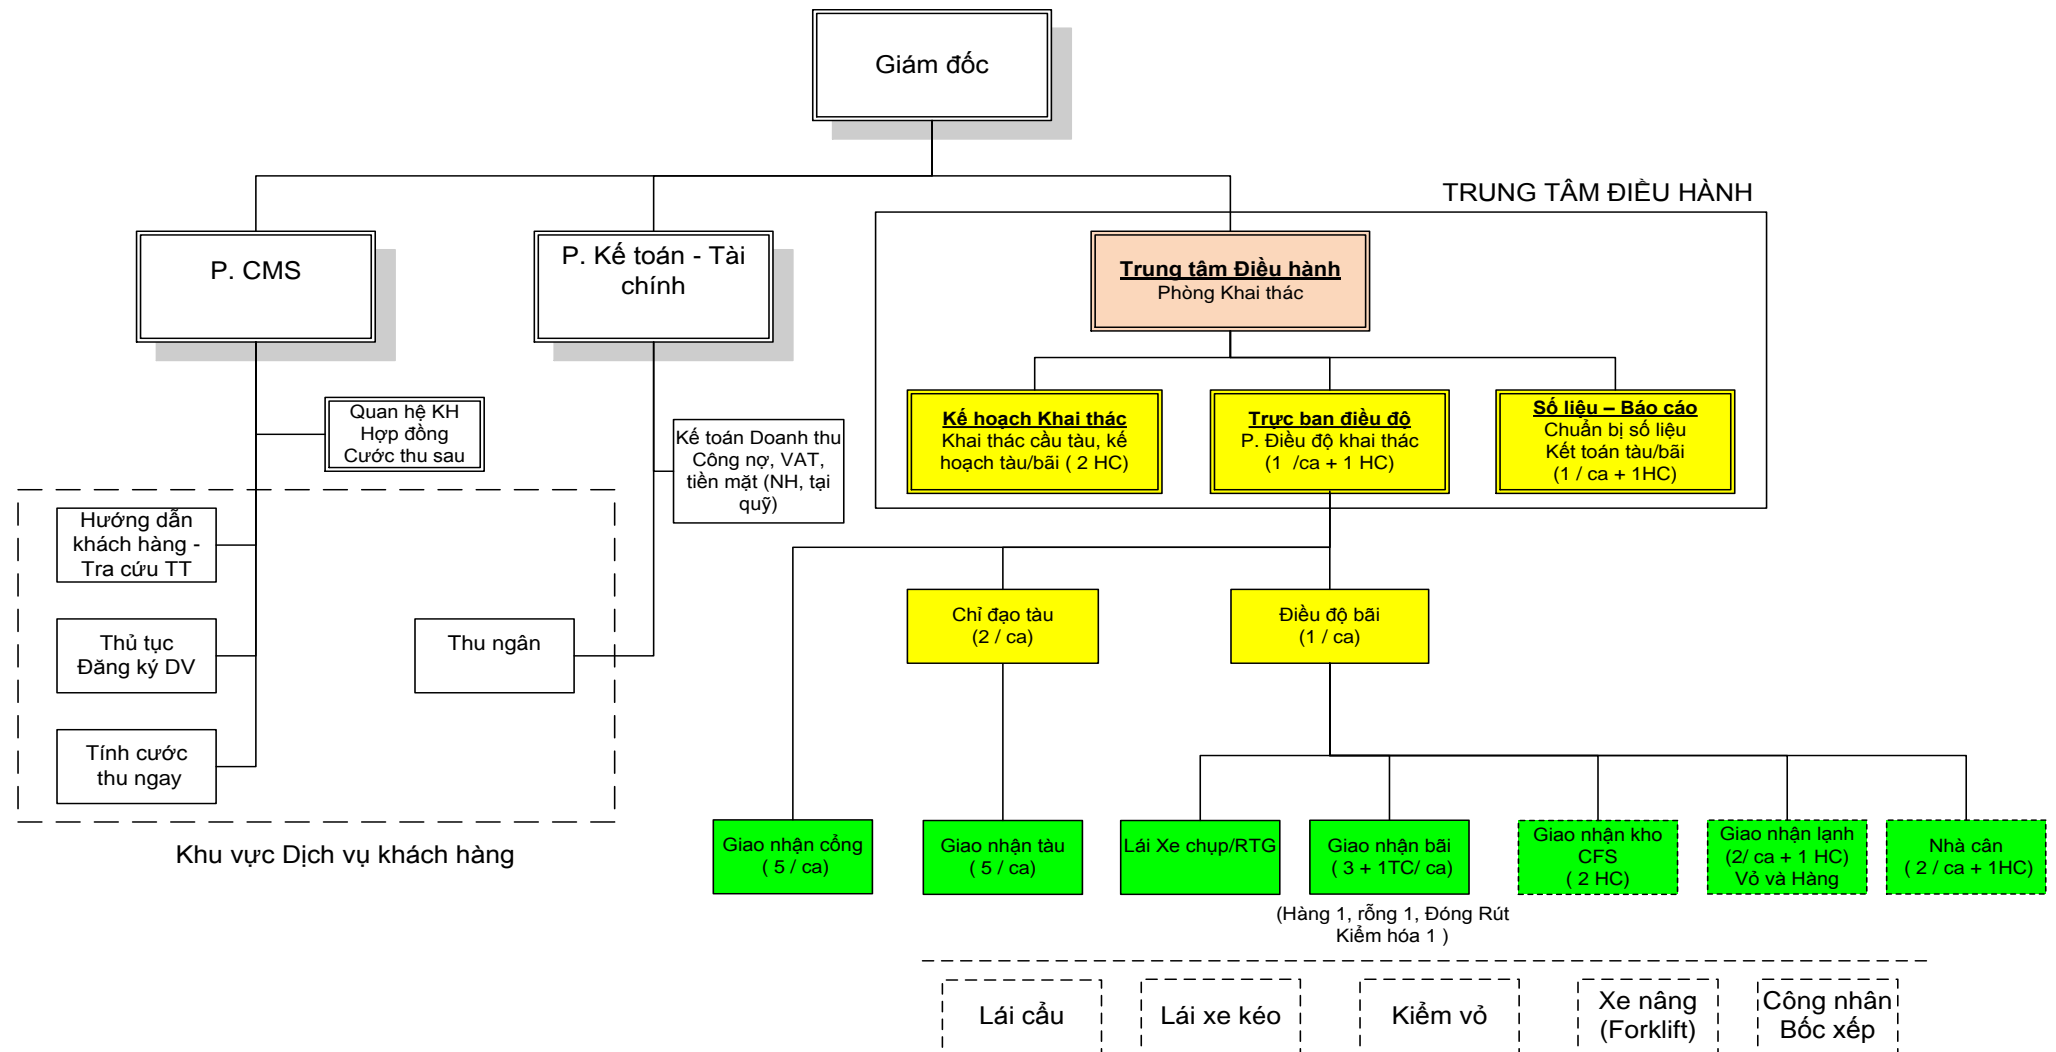 Giám đốc
TRUNG TÂM ĐIỀU HÀNH
P. CMS
P. Kế toán - Tài
chính
Trung tâm Điều hành
Phòng Khai thác
Quan hệ KH
Hợp đồng
Cước thu sau
Kế toán Doanh thu
Công nợ, VAT,
tiền mặt (NH, tại
quỹ)
Kế hoạch Khai thác
Khai thác cầu tàu, kế
hoạch tàu/bãi ( 2 HC)
Trực ban điều độ
P. Điều độ khai thác
(1  /ca + 1 HC)
Số liệu – Báo cáo
Chuẩn bị số liệu
Kết toán tàu/bãi
(1 / ca + 1HC)
Hướng dẫn
khách hàng -
Tra cứu TT
Thủ tục
Đăng ký DV
Thu ngân
Tính cước
thu ngay
Khu vực Dịch vụ khách hàng
Chỉ đạo tàu
(2 / ca)
Điều độ bãi
(1 / ca)
Giao nhận cổng
( 5 / ca)
Giao nhận tàu
( 5 / ca)
Lái Xe chụp/RTG
Giao nhận bãi
( 3 + 1TC/ ca)
Giao nhận kho
CFS
( 2 HC)
Giao nhận lạnh
(2/ ca + 1 HC)
Vỏ và Hàng
Nhà cân
( 2 / ca + 1HC)
(Hàng 1, rỗng 1, Đóng Rút
Kiểm hóa 1 )
Lái cẩu
Lái xe kéo
Kiểm vỏ
Xe nâng
(Forklift)
Công nhân
Bốc xếp